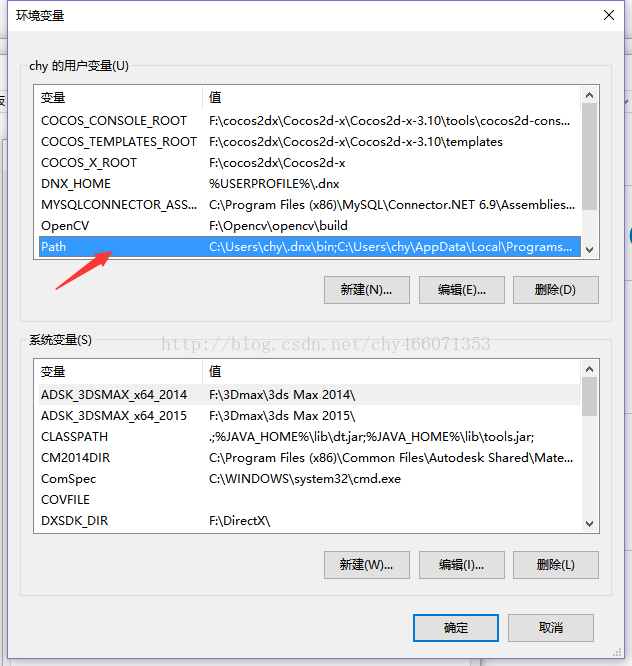 环境变量
chy 的用户变量(U)
变量 值
COCOS_CONSOLE_ROOT F:\cocos2dx\Cocos2d-x\Cocos2d-x-3.10\tools\cocos2d-cons...
COCOS_TEMPLATES_ROOT F:\cocos2dx\Cocos2d-x\Cocos2d-x-3.10\templates
COCOS_X_ROOT F:\cocos2dx\Cocos2d-x
DNX_HOME %USERPROFILE%\.dnx
MYSQLCONNECTOR_ASS... C:\Program Files (x86)\MySQL\Connector.NET 6.9\Assemblies...
OpenCV F:\Opencv\opencv\build
Path C:\Users\chy\.dnx\bin;C:\Users\chy\AppData\Local\Programs...
新建(N)... 编辑(E)... 删除(D)
系统变量(S)
http://blog.csdn.net/chy466071353
变量 值
ADSK_3DSMAX_x64_2014 F:\3Dmax\3ds Max 2014\
ADSK_3DSMAX_x64_2015 F:\3Dmax\3ds Max 2015\
CLASSPATH .;%JAVA_HOME%\lib\dt.jar;%JAVA_HOME%\lib\tools.jar;
CM2014DIR C:\Program Files (x86)\Common Files\Autodesk Shared\Mate...
ComSpec C:\WINDOWS\system32\cmd.exe
COVFILE
DXSDK_DIR F:\DirectX\
新建(W)... 编辑(I)... 删除(L)
确定 取消